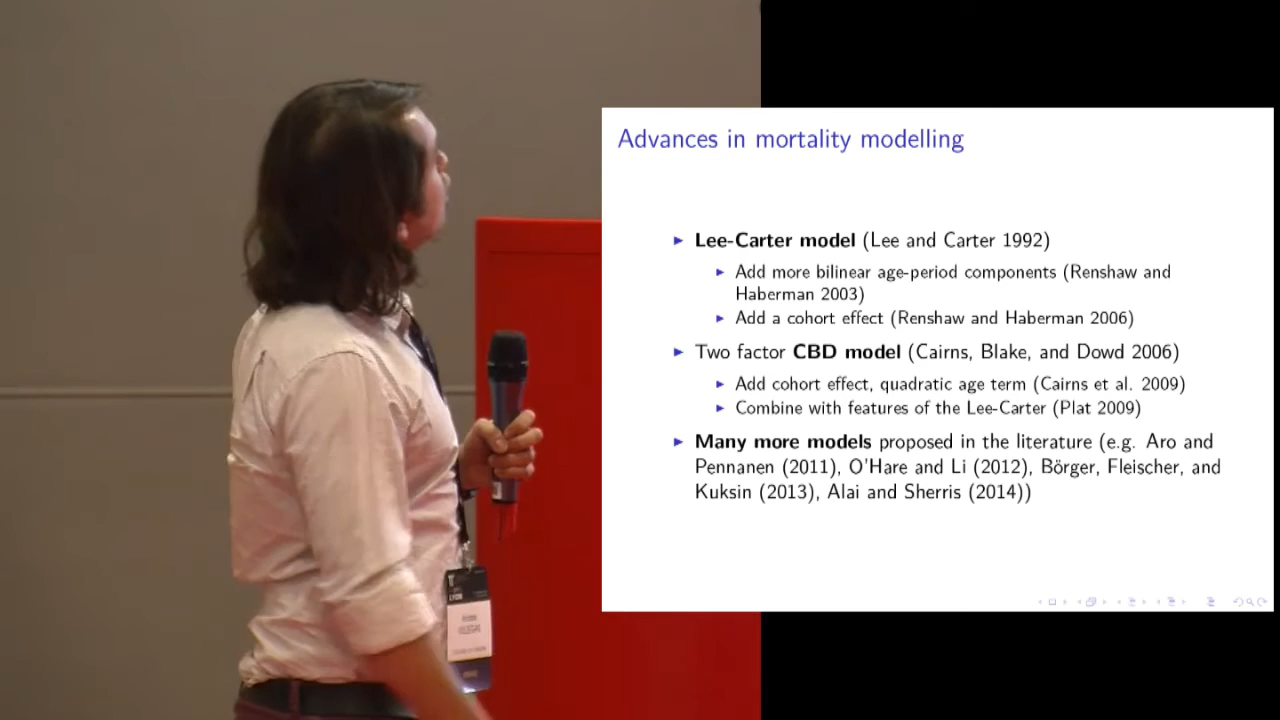 Advances in mortality modelling
Lee-Carter model (Lee and Carter 1992)
Add more bilinear age-period components (Renshaw and
Haberman 2003)
Add a cohort effect (Renshaw and Haberman 2006)
Two factor CBD model (Cairns, Blake, and Dowd 2006)
Add cohort effect, quadratic age term (Cairns et al. 2009)
Combine with features of the Lee-Carter (Plat 2009)
Many more models proposed in the literature (e.g. Aro and
Pennanen (2011), O'Hare and Li (2012), Börger, Fleischer, and
Kuksin (2013), Alai and Sherris (2014))
LYON